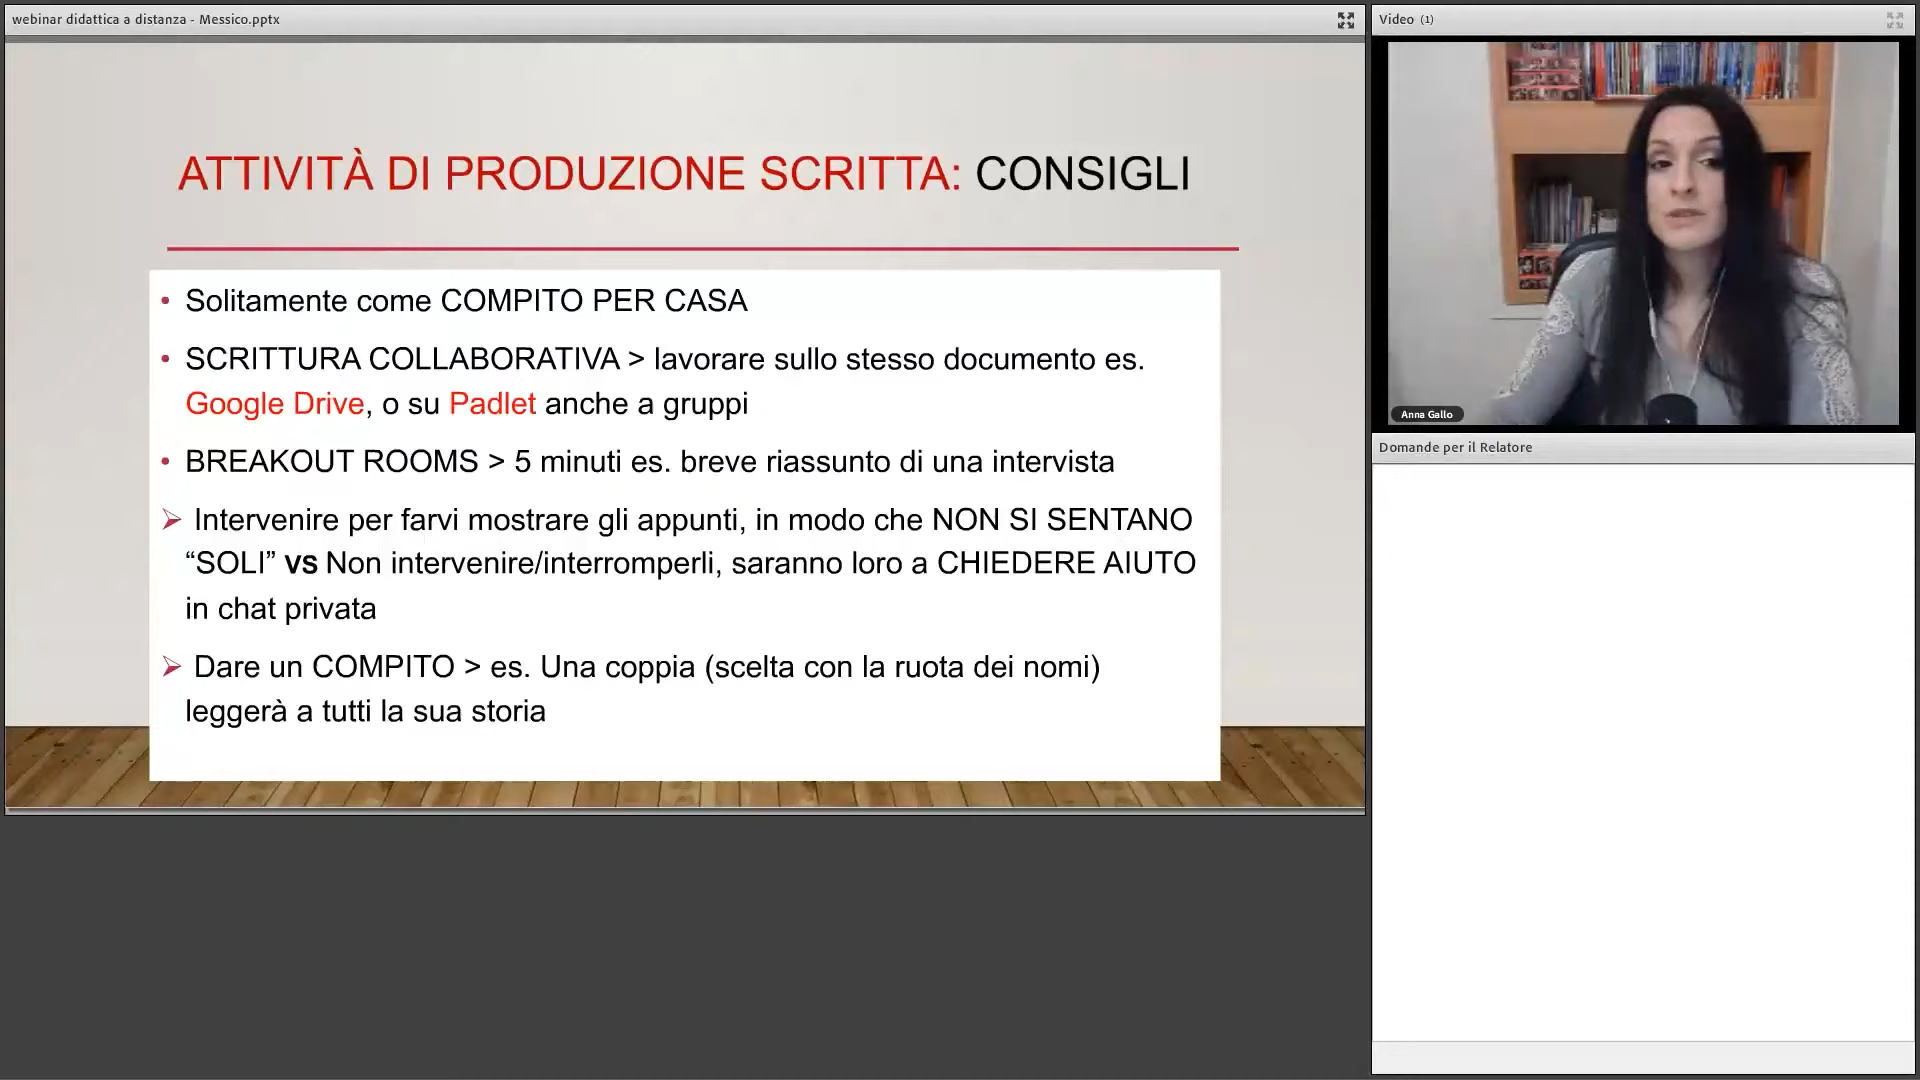 webinar didattica a distanza - Messico.pptx
ATTIVITÀ DI PRODUZIONE SCRITTA: CONSIGLI
• Solitamente come COMPITO PER CASA
• SCRITTURA COLLABORATIVA > lavorare sullo stesso documento es.
Google Drive, o su Padlet anche a gruppi
• BREAKOUT ROOMS > 5 minuti es. breve riassunto di una intervista
➢ Intervenire per farvi mostrare gli appunti, in modo che NON SI SENTANO
“SOLI” VS Non intervenire/interromperli, saranno loro a CHIEDERE AIUTO
in chat privata
➢ Dare un COMPITO > es. Una coppia (scelta con la ruota dei nomi)
leggerà a tutti la sua storia
Video (1)
Anna Gallo
Domande per il Relatore